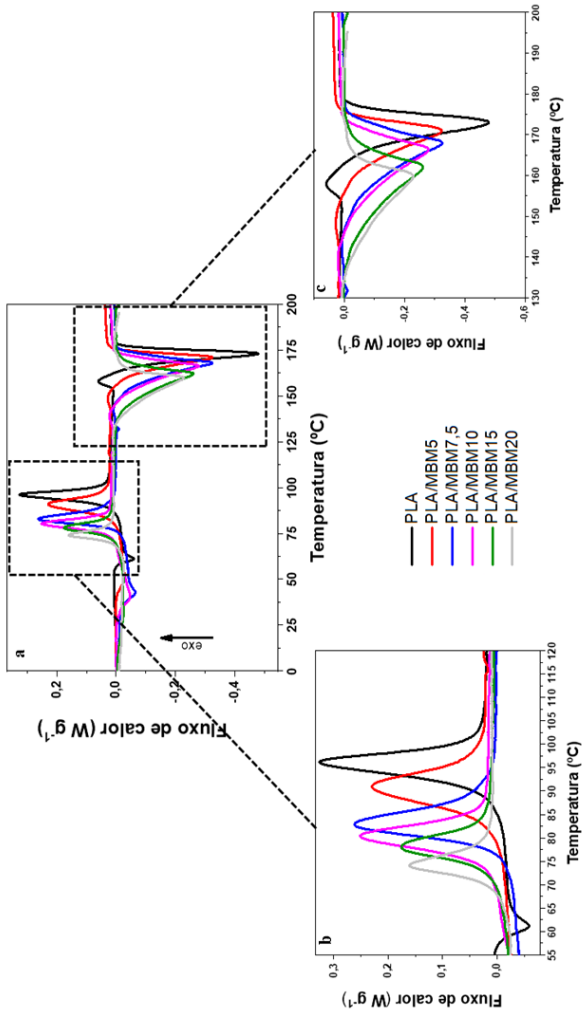 a
0,2
0,0
-0,2
-0,4
Fluxo de calor (W g⁻¹)
exo
0 25 50 75 100 125 150 175 200
Temperatura (ºC)
b
0.3
0.2
0.1
0.0
Fluxo de calor (W g⁻¹)
55 60 65 70 75 80 85 90 95 100 105 110 115 120
Temperatura (ºC)
PLA
PLA/MBM5
PLA/MBM7,5
PLA/MBM10
PLA/MBM15
PLA/MBM20
c
0.0
-0.2
-0.4
-0.6
Fluxo de calor (W g⁻¹)
130 140 150 160 170 180 190 200
Temperatura (ºC)